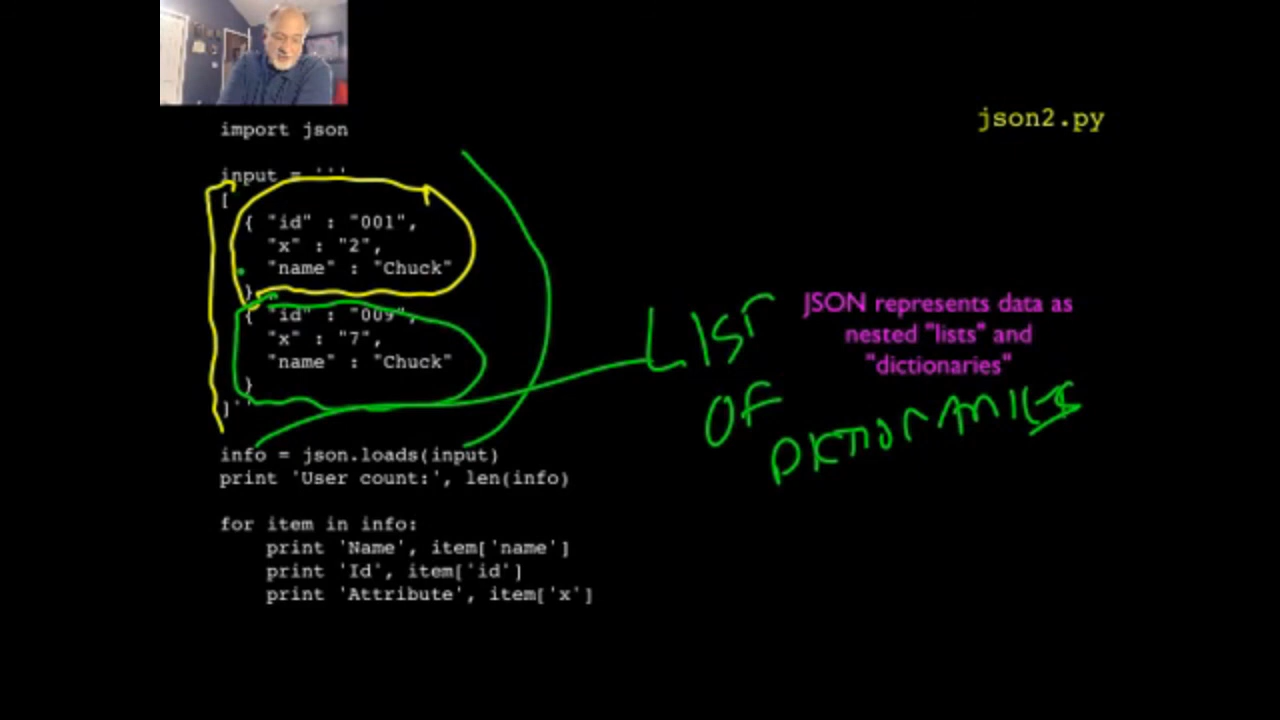 json2.py
import json
input = '''
[
{ "id" : "001",
"x" : "2",
"name" : "Chuck"
}
{ "id" : "009",
"x" : "7",
"name" : "Chuck"
}
]'''
info = json.loads(input)
print 'User count:', len(info)
for item in info:
print 'Name', item['name']
print 'Id', item['id']
print 'Attribute', item['x']
JSON represents data as
nested "lists" and
"dictionaries"
LIST
OF